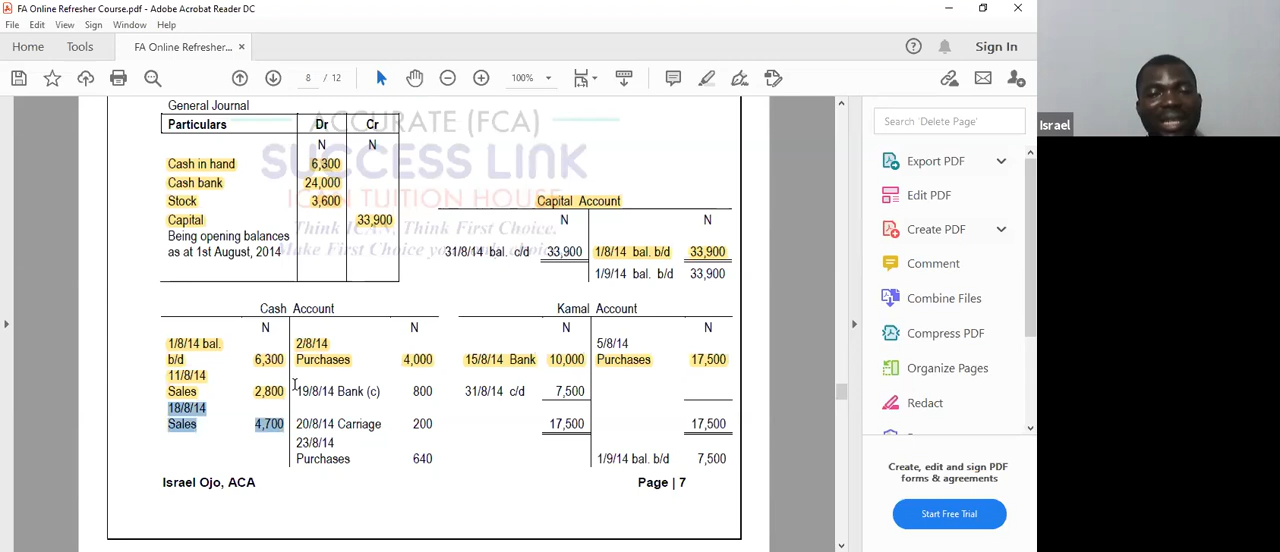 FA Online Refresher Course.pdf - Adobe Acrobat Reader DC
File Edit View Sign Window Help
Home Tools FA Online Refresher... × Sign In
8 / 12 100%
General Journal
ACCURATE (FCA)
SUCCESS LINK
ICAN TUITION HOUSE
Think ICAN, Think First Choice.
Make First Choice your only choice
Particulars Dr Cr
N N
Cash in hand 6,300
Cash bank 24,000
Stock 3,600
Capital 33,900
Being opening balances
as at 1st August, 2014
Capital Account
N N
31/8/14 bal. c/d 33,900 1/8/14 bal. b/d 33,900
1/9/14 bal. b/d 33,900
Cash Account
N N
1/8/14 bal. 2/8/14
b/d 6,300 Purchases 4,000
11/8/14
Sales 2,800 19/8/14 Bank (c) 800
18/8/14
Sales 4,700 20/8/14 Carriage 200
23/8/14
Purchases 640
Kamal Account
N N
5/8/14
15/8/14 Bank 10,000 Purchases 17,500
31/8/14 c/d 7,500
17,500 17,500
1/9/14 bal. b/d 7,500
Israel Ojo, ACA Page | 7
Search 'Delete Page'
Export PDF
Edit PDF
Create PDF
Comment
Combine Files
Compress PDF
Organize Pages
Redact
Create, edit and sign PDF
forms & agreements
Start Free Trial
Israel